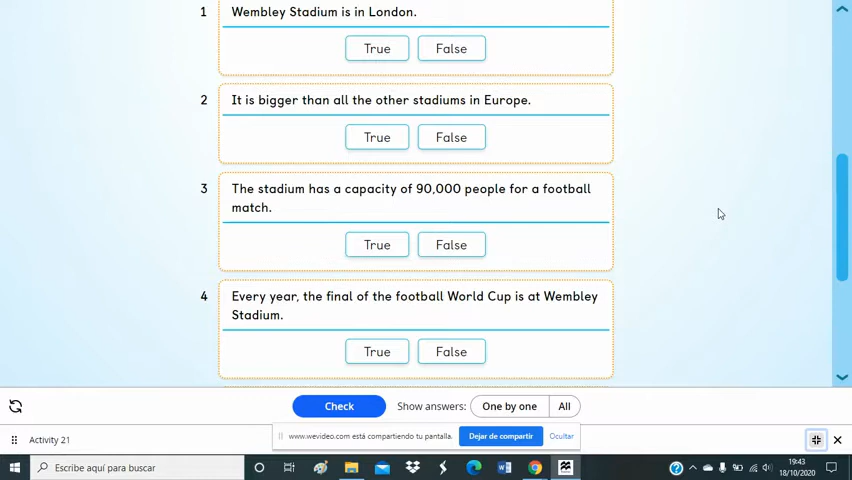 1 Wembley Stadium is in London.
True False
2 It is bigger than all the other stadiums in Europe.
True False
3 The stadium has a capacity of 90,000 people for a football
match.
True False
4 Every year, the final of the football World Cup is at Wembley
Stadium.
True False
Check Show answers: One by one All
Activity 21
www.wevideo.com está compartiendo tu pantalla. Dejar de compartir Ocultar
Escribe aquí para buscar
19:43
18/10/2020